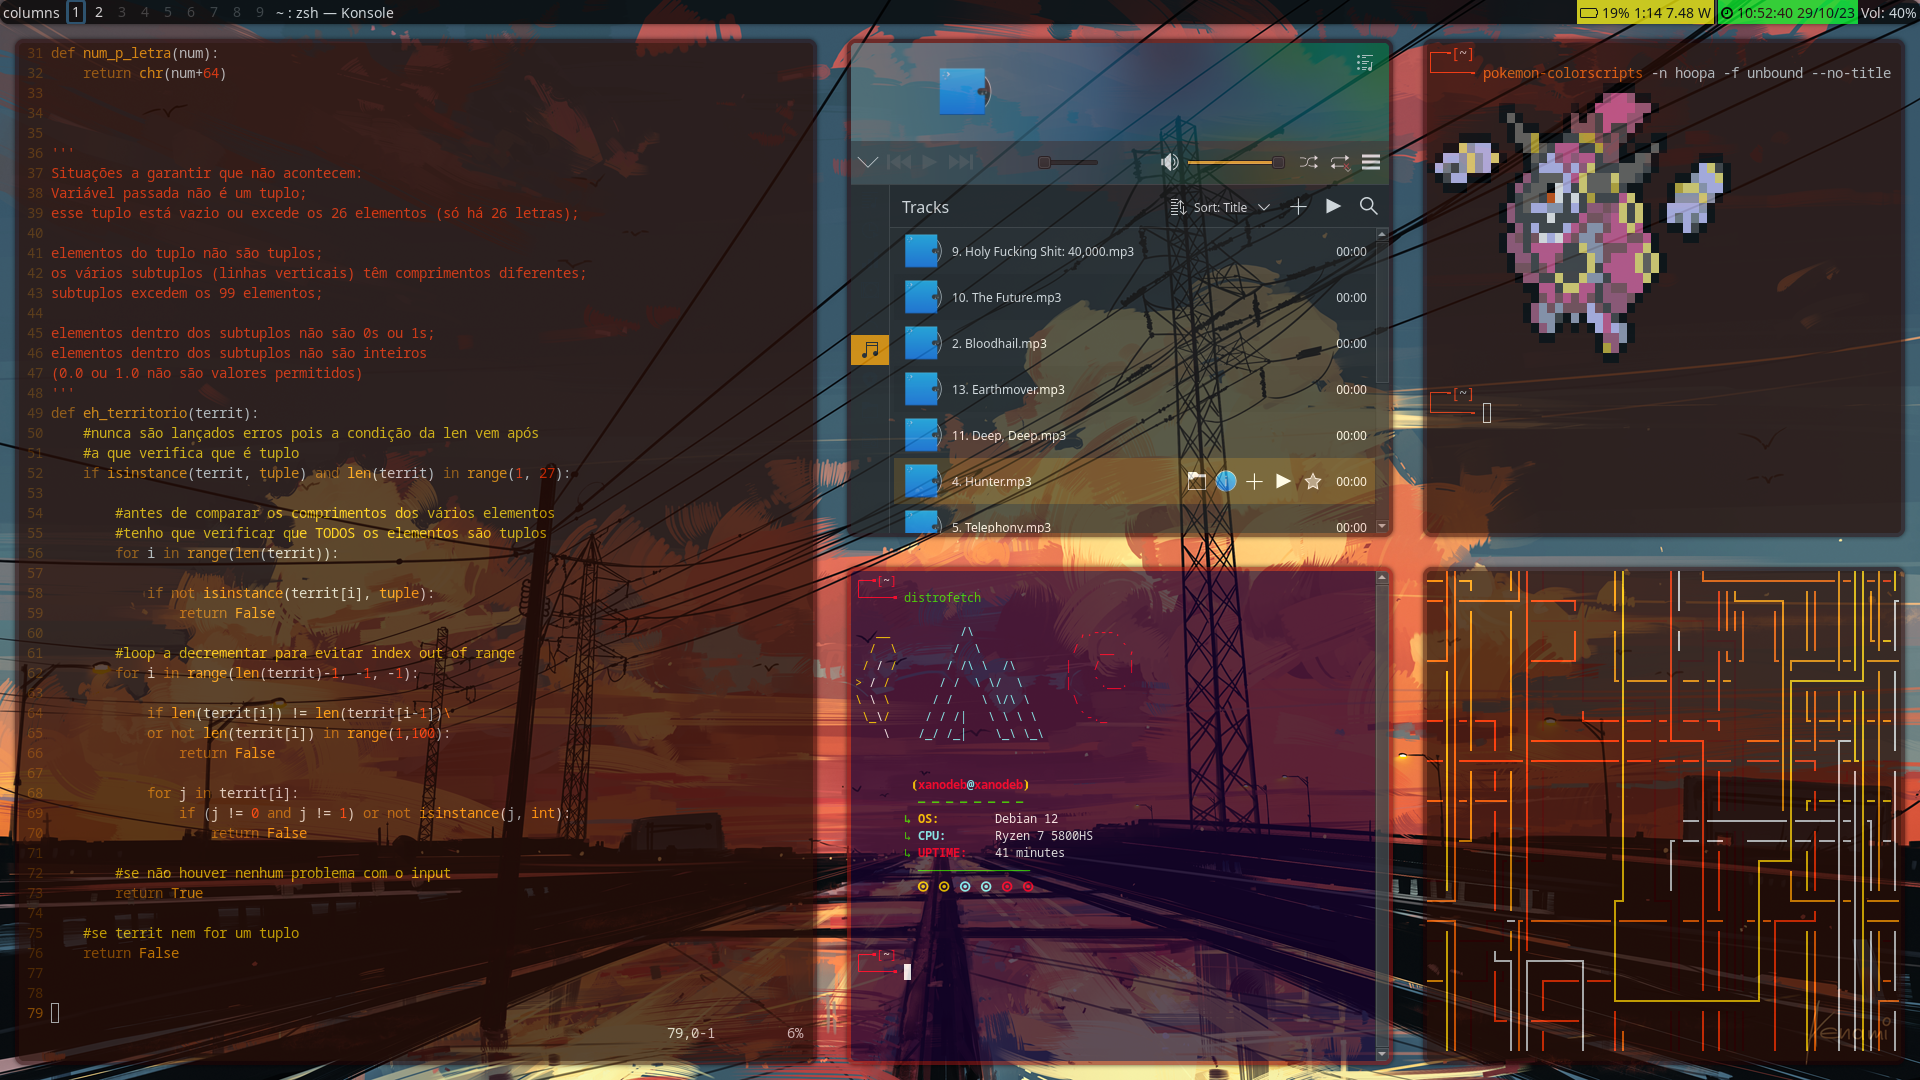 columns 1 2 3 4 5 6 7 8 9 ~ : zsh — Konsole
19% 1:14 7.48 W 10:52:40 29/10/23 Vol: 40%
31 def num_p_letra(num):
32 return chr(num+64)
33
34
35
36 '''
37 Situações a garantir que não acontecem:
38 Variável passada não é um tuplo;
39 esse tuplo está vazio ou excede os 26 elementos (só há 26 letras);
40
41 elementos do tuplo não são tuplos;
42 os vários subtuplos (linhas verticais) têm comprimentos diferentes;
43 subtuplos excedem os 99 elementos;
44
45 elementos dentro dos subtuplos não são 0s ou 1s;
46 elementos dentro dos subtuplos não são inteiros
47 (0.0 ou 1.0 não são valores permitidos)
48 '''
49 def eh_territorio(territ):
50 #nunca são lançados erros pois a condição da len vem após
51 #a que verifica que é tuplo
52 if isinstance(territ, tuple) and len(territ) in range(1, 27):
53
54 #antes de comparar os comprimentos dos vários elementos
55 #tenho que verificar que TODOS os elementos são tuplos
56 for i in range(len(territ)):
57
58 if not isinstance(territ[i], tuple):
59 return False
60
61 #loop a decrementar para evitar index out of range
62 for i in range(len(territ)-1, -1, -1):
63
64 if len(territ[i]) != len(territ[i-1])\
65 or not len(territ[i]) in range(1,100):
66 return False
67
68 for j in territ[i]:
69 if (j != 0 and j != 1) or not isinstance(j, int):
70 return False
71
72 #se não houver nenhum problema com o input
73 return True
74
75 #se territ nem for um tuplo
76 return False
77
78
79
79,0-1 6%
Tracks Sort: Title
9. Holy Fucking Shit: 40,000.mp3 00:00
10. The Future.mp3 00:00
2. Bloodhail.mp3 00:00
13. Earthmover.mp3 00:00
11. Deep, Deep.mp3 00:00
4. Hunter.mp3 00:00
5. Telephony.mp3 00:00
[~]
pokemon-colorscripts -n hoopa -f unbound --no-title
[~]
[~]
distrofetch
(xanodeb@xanodeb)
OS: Debian 12
CPU: Ryzen 7 5800HS
UPTIME: 41 minutes
[~]
Kenami